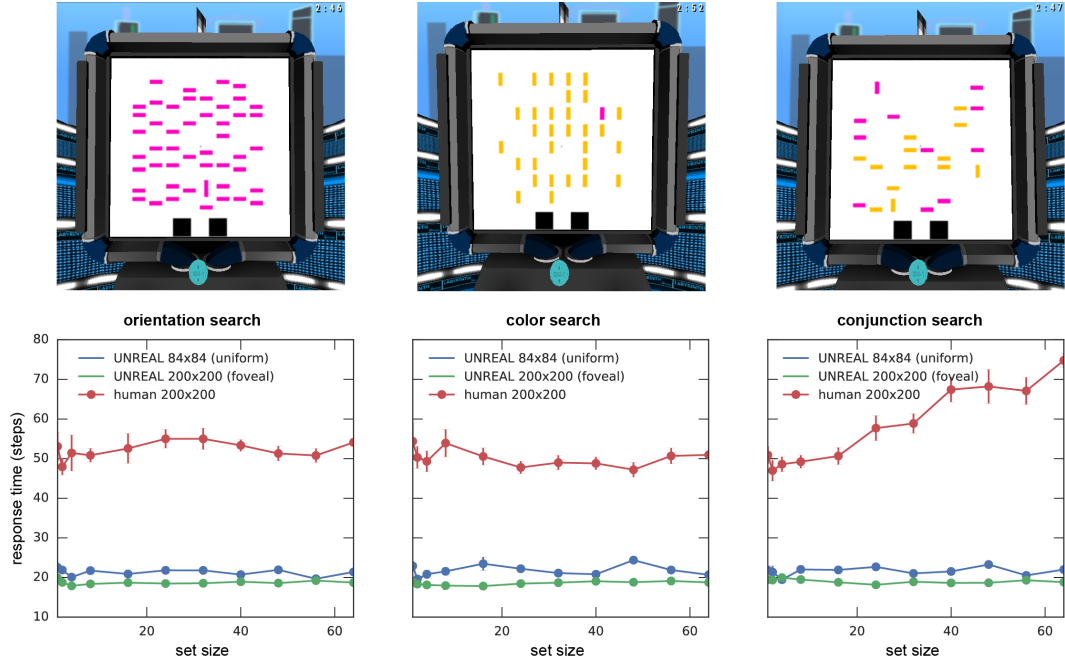 2:46
2:52
2:47
LABYRINTH
LABYRINTH
orientation search
color search
conjunction search
80
70
60
50
40
30
20
10
response time (steps)
UNREAL 84x84 (uniform)
UNREAL 200x200 (foveal)
human 200x200
20
40
60
set size
UNREAL 84x84 (uniform)
UNREAL 200x200 (foveal)
human 200x200
20
40
60
set size
UNREAL 84x84 (uniform)
UNREAL 200x200 (foveal)
human 200x200
20
40
60
set size